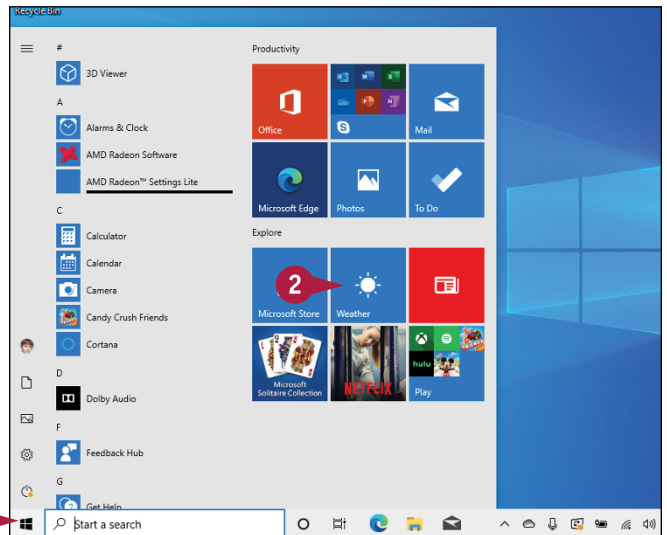 Recycle Bin
#
3D Viewer
A
Alarms & Clock
AMD Radeon Software
AMD Radeon™ Settings Lite
C
Calculator
Calendar
Camera
Candy Crush Friends
Cortana
D
Dolby Audio
F
Feedback Hub
G
Get Help
Productivity
Office
Mail
Microsoft Edge
Photos
To Do
Explore
2
Microsoft Store
Weather
Microsoft
Solitaire Collection
NETFLIX
hulu
Play
Start a search